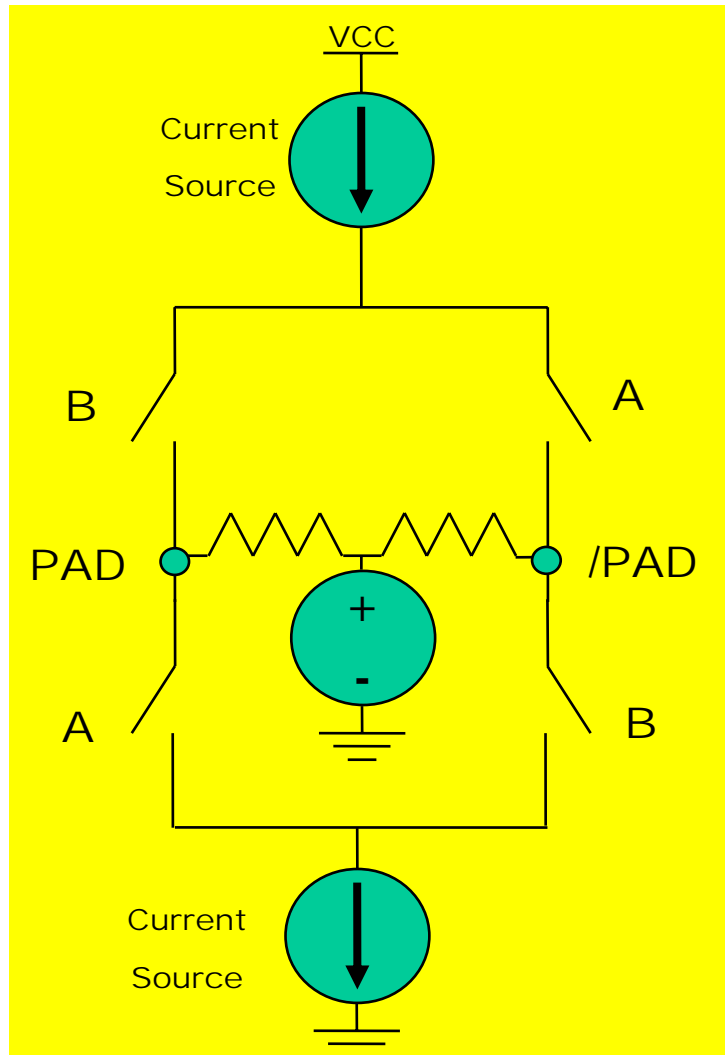 VCC
Current
Source
B
A
PAD
/PAD
+
-
A
B
Current
Source